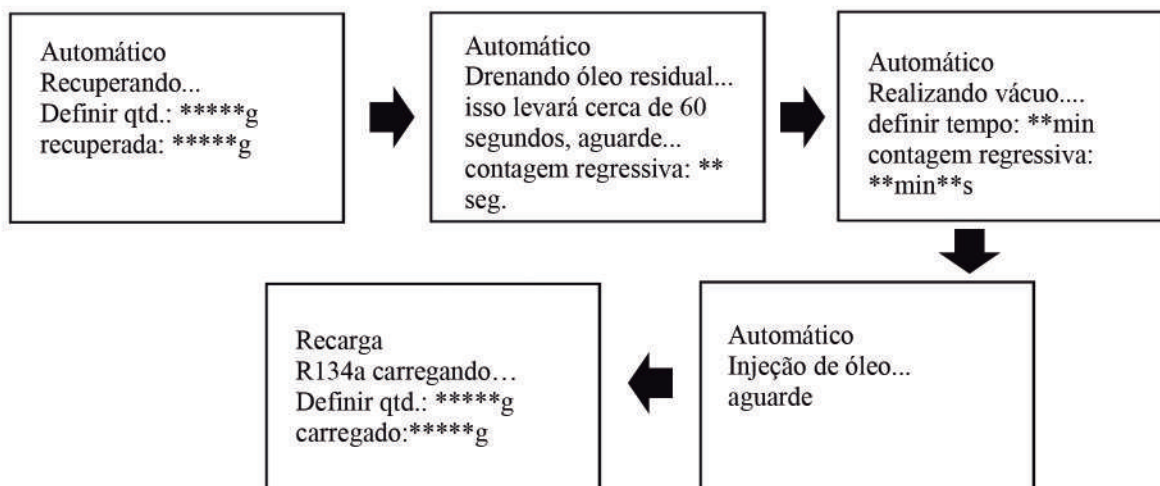 Automático
Recuperando...
Definir qtd.: *****g
recuperada: *****g
Automático
Drenando óleo residual...
isso levará cerca de 60
segundos, aguarde...
contagem regressiva: **
seg.
Automático
Realizando vácuo....
definir tempo: **min
contagem regressiva:
**min**s
Automático
Injeção de óleo...
aguarde
Recarga
R134a carregando…
Definir qtd.: *****g
carregado:*****g